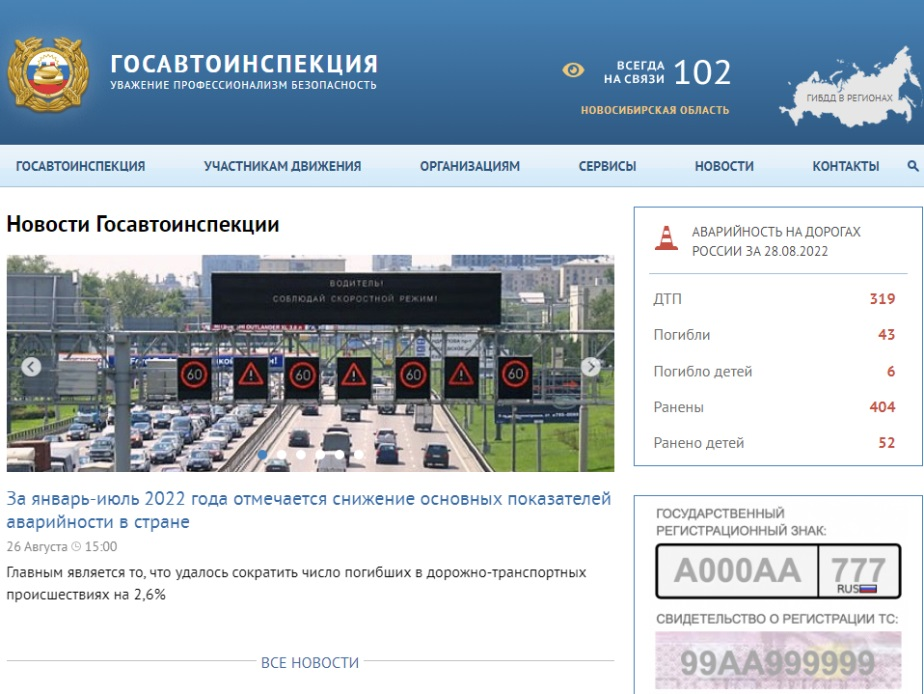 ГОСАВТОИНСПЕКЦИЯ
УВАЖЕНИЕ ПРОФЕССИОНАЛИЗМ БЕЗОПАСНОСТЬ
ВСЕГДА
НА СВЯЗИ 102
НОВОСИБИРСКАЯ ОБЛАСТЬ
ГИБДД В РЕГИОНАХ
ГОСАВТОИНСПЕКЦИЯ УЧАСТНИКАМ ДВИЖЕНИЯ ОРГАНИЗАЦИЯМ СЕРВИСЫ НОВОСТИ КОНТАКТЫ
Новости Госавтоинспекции
ВОДИТЕЛЬ!
СОБЛЮДАЙ СКОРОСТНОЙ РЕЖИМ!
60 60 60 60
За январь-июль 2022 года отмечается снижение основных показателей
аварийности в стране
26 Августа 15:00
Главным является то, что удалось сократить число погибших в дорожно-транспортных
происшествиях на 2,6%
ВСЕ НОВОСТИ
АВАРИЙНОСТЬ НА ДОРОГАХ
РОССИИ ЗА 28.08.2022
ДТП 319
Погибли 43
Погибло детей 6
Ранены 404
Ранено детей 52
ГОСУДАРСТВЕННЫЙ
РЕГИСТРАЦИОННЫЙ ЗНАК:
А000АА 777
RUS
СВИДЕТЕЛЬСТВО О РЕГИСТРАЦИИ ТС:
99АА999999